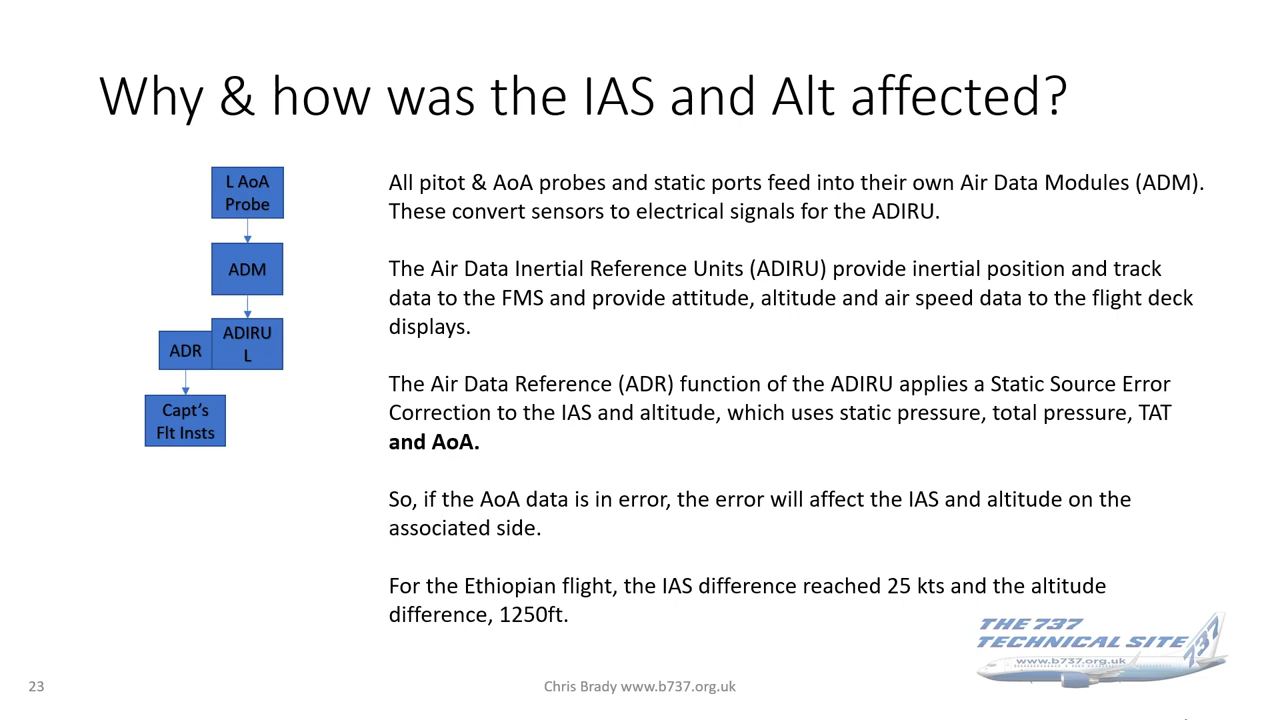 Why & how was the IAS and Alt affected?
L AoA
Probe
ADM
ADIRU
L
ADR
Capt's
Flt Insts
All pitot & AoA probes and static ports feed into their own Air Data Modules (ADM).
These convert sensors to electrical signals for the ADIRU.
The Air Data Inertial Reference Units (ADIRU) provide inertial position and track
data to the FMS and provide attitude, altitude and air speed data to the flight deck
displays.
The Air Data Reference (ADR) function of the ADIRU applies a Static Source Error
Correction to the IAS and altitude, which uses static pressure, total pressure, TAT
and AoA.
So, if the AoA data is in error, the error will affect the IAS and altitude on the
associated side.
For the Ethiopian flight, the IAS difference reached 25 kts and the altitude
difference, 1250ft.
THE 737
TECHNICAL SITE
737
www.b737.org.uk
23
Chris Brady www.b737.org.uk